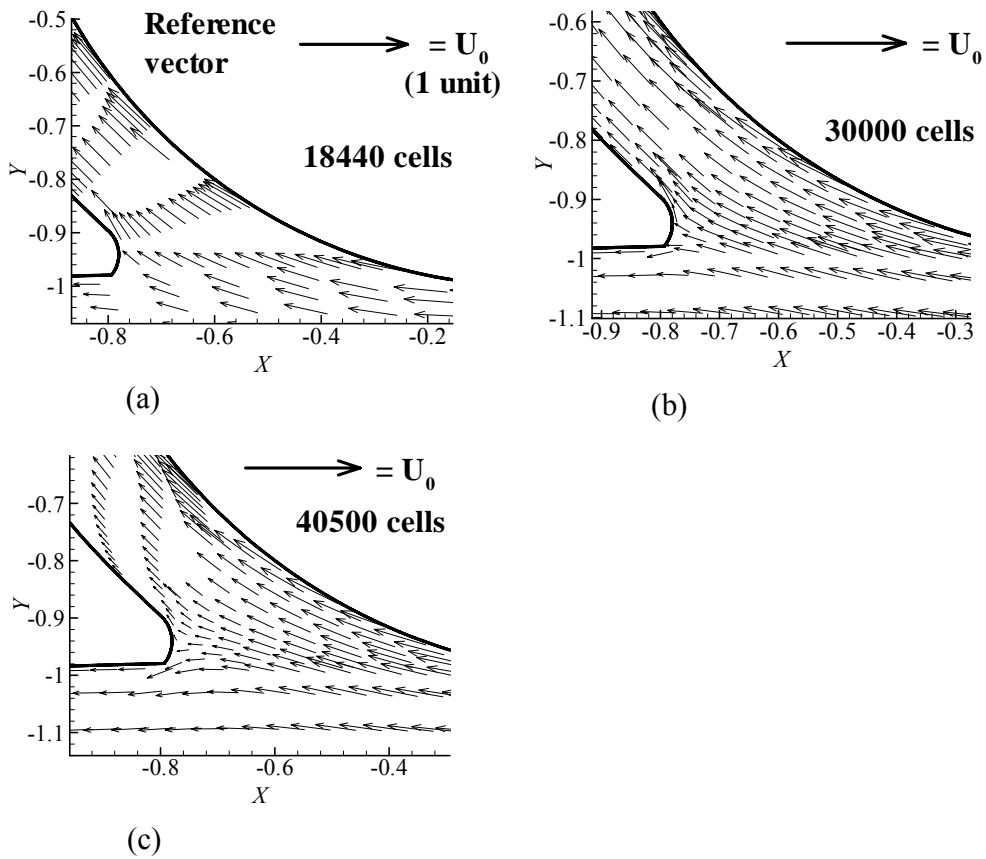 Reference vector = U0 (1 unit)
18440 cells
-0.5
-0.6
-0.7
-0.8
-0.9
-1
Y
-0.8 -0.6 -0.4 -0.2
X
(a)
= U0
30000 cells
-0.6
-0.7
-0.8
-0.9
-1
-1.1
Y
-0.9 -0.8 -0.7 -0.6 -0.5 -0.4 -0.3
X
(b)
= U0
40500 cells
-0.7
-0.8
-0.9
-1
-1.1
Y
-0.8 -0.6 -0.4
X
(c)